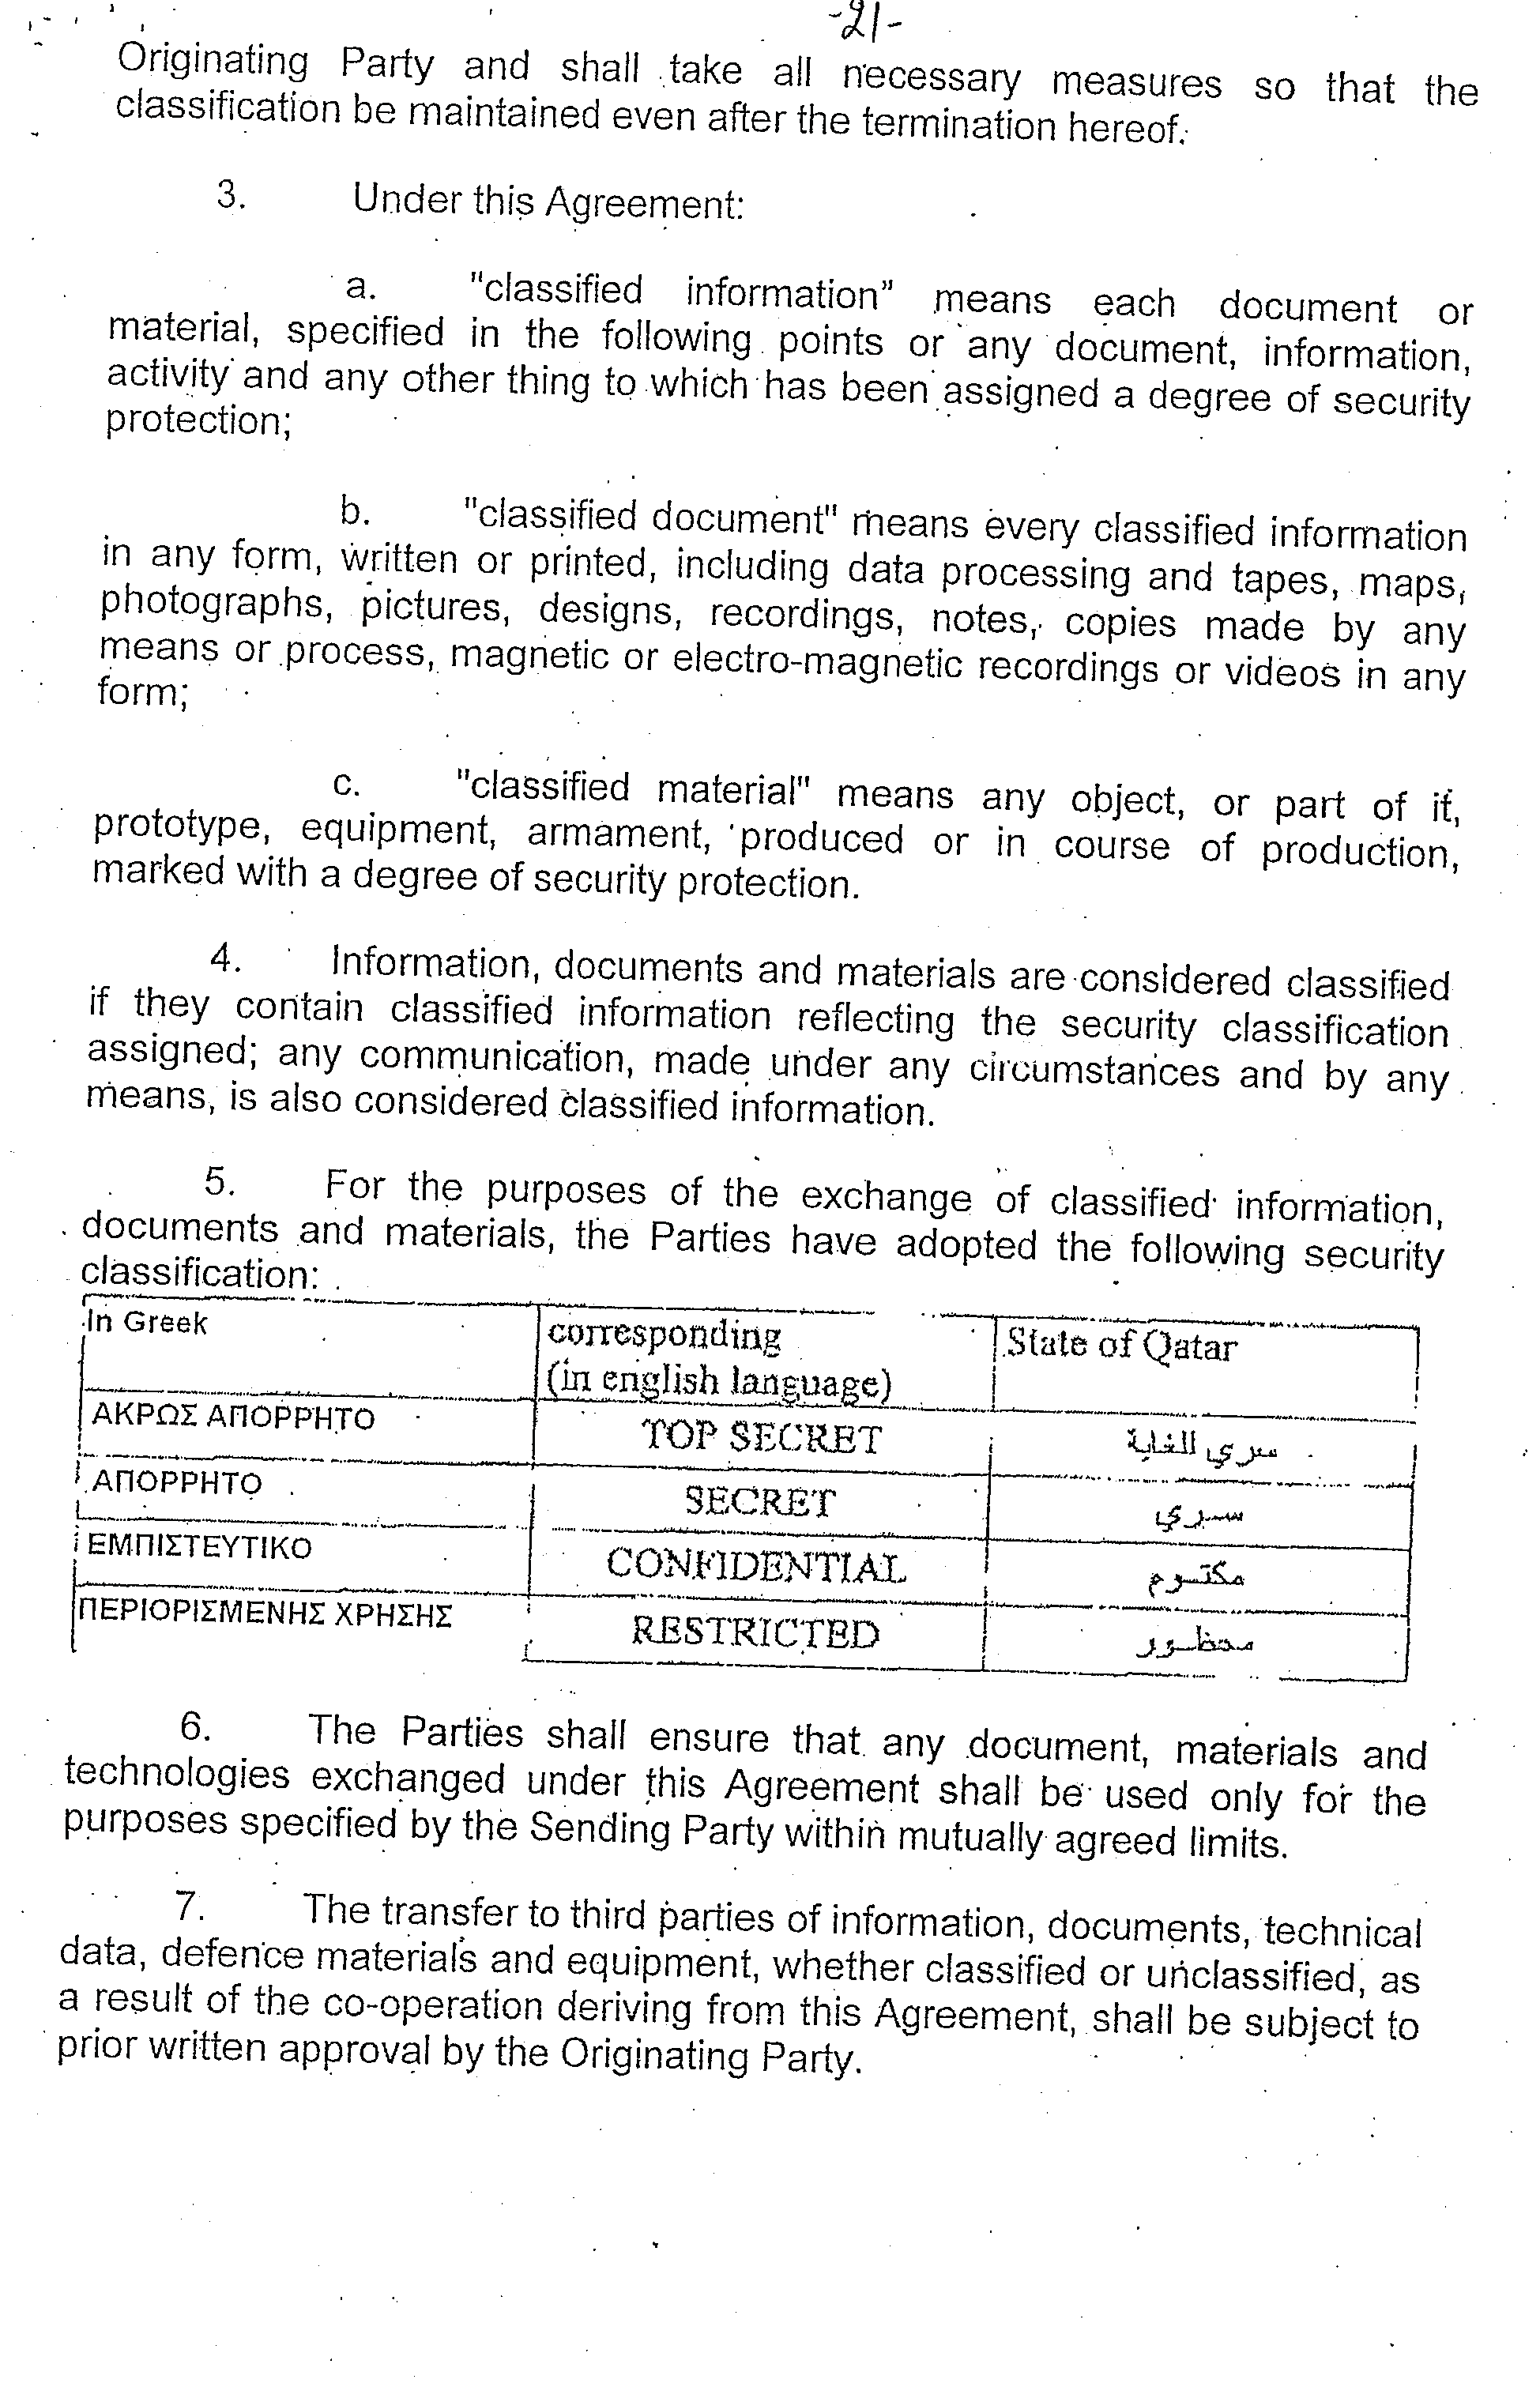 -21-
Originating Party and shall take all necessary measures so that the
classification be maintained even after the termination hereof.
3. Under this Agreement:
a. "classified information" means each document or
material, specified in the following points or any document, information,
activity and any other thing to which has been assigned a degree of security
protection;
b. "classified document" means every classified information
in any form, written or printed, including data processing and tapes, maps,
photographs, pictures, designs, recordings, notes, copies made by any
means or process, magnetic or electro-magnetic recordings or videos in any
form;
c. "classified material" means any object, or part of it,
prototype, equipment, armament, produced or in course of production,
marked with a degree of security protection.
4. Information, documents and materials are considered classified
if they contain classified information reflecting the security classification
assigned; any communication, made under any circumstances and by any
means, is also considered classified information.
5. For the purposes of the exchange of classified information,
documents and materials, the Parties have adopted the following security
classification:
In Greek corresponding State of Qatar
(in english language)
ΑΚΡΩΣ ΑΠΟΡΡΗΤΟ TOP SECRET سري للغاية
ΑΠΟΡΡΗΤΟ SECRET سري
ΕΜΠΙΣΤΕΥΤΙΚΟ CONFIDENTIAL مكتوم
ΠΕΡΙΟΡΙΣΜΕΝΗΣ ΧΡΗΣΗΣ RESTRICTED محظور
6. The Parties shall ensure that any document, materials and
technologies exchanged under this Agreement shall be used only for the
purposes specified by the Sending Party within mutually agreed limits.
7. The transfer to third parties of information, documents, technical
data, defence materials and equipment, whether classified or unclassified, as
a result of the co-operation deriving from this Agreement, shall be subject to
prior written approval by the Originating Party.